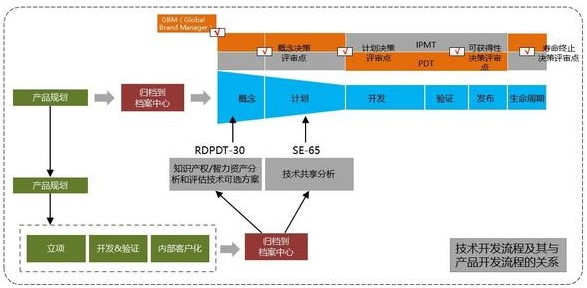 GBM ( Global
Brand Manager)
概念决策
评审点
计划决策
评审点
IPMT
PDT
可获得性
决策评审
点
寿命终止
决策评审点
产品规划
归档到
档案中心
概念
计划
开发
验证
发布
生命周期
RDPDT-30
SE-65
知识产权/智力资产分
析和评估技术可选方案
技术共享分析
产品规划
立项
开发&验证
内部客户化
归档到
档案中心
技术开发流程及其与
产品开发流程的关系